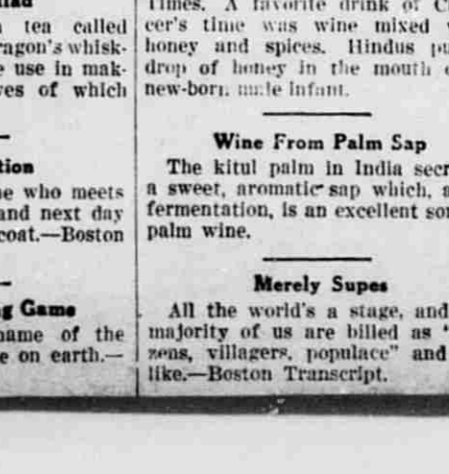 tea called
ragon's whisk-
use in mak-
ves of which
tion
e who meets
and next day
coat.—Boston
g Game
name of the
e on earth.—
Times. A favorite drink of C
cer's time was wine mixed
honey and spices. Hindus pu
drop of honey in the mouth
new-born male infant.
Wine From Palm Sap
The kitul palm in India secr
a sweet, aromatic sap which, a
fermentation, is an excellent so
palm wine.
Merely Supes
All the world's a stage, and
majority of us are billed as "
zens, villagers, populace" and
like.—Boston Transcript.